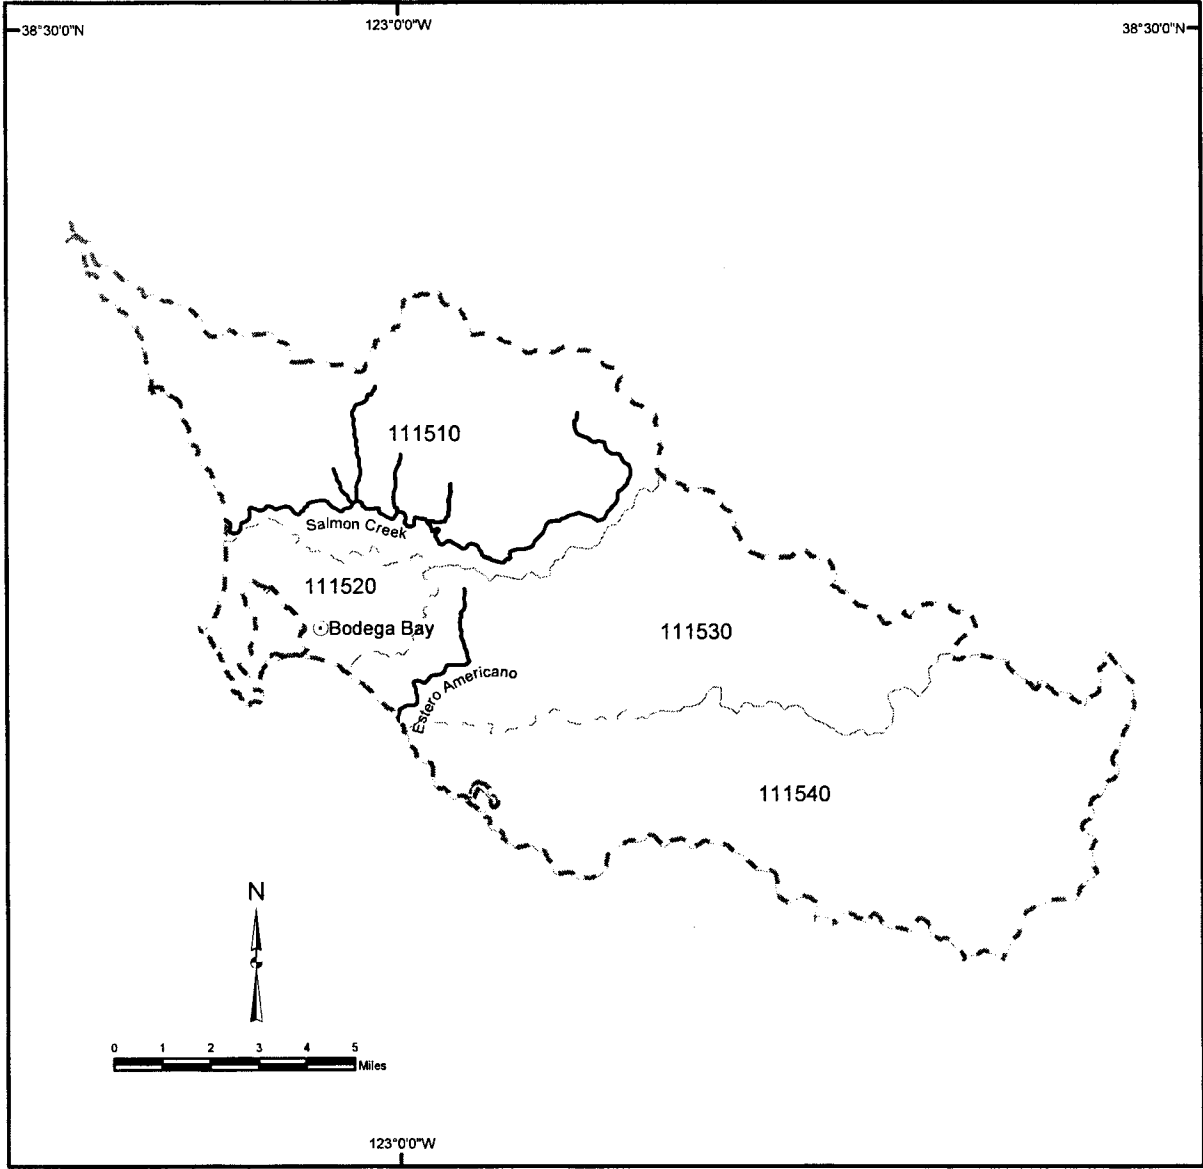 123°0'0"W
38°30'0"N
38°30'0"N
111510
Salmon Creek
111520
Bodega Bay
111530
Estero Americano
111540
N
0 1 2 3 4 5
Miles
123°0'0"W